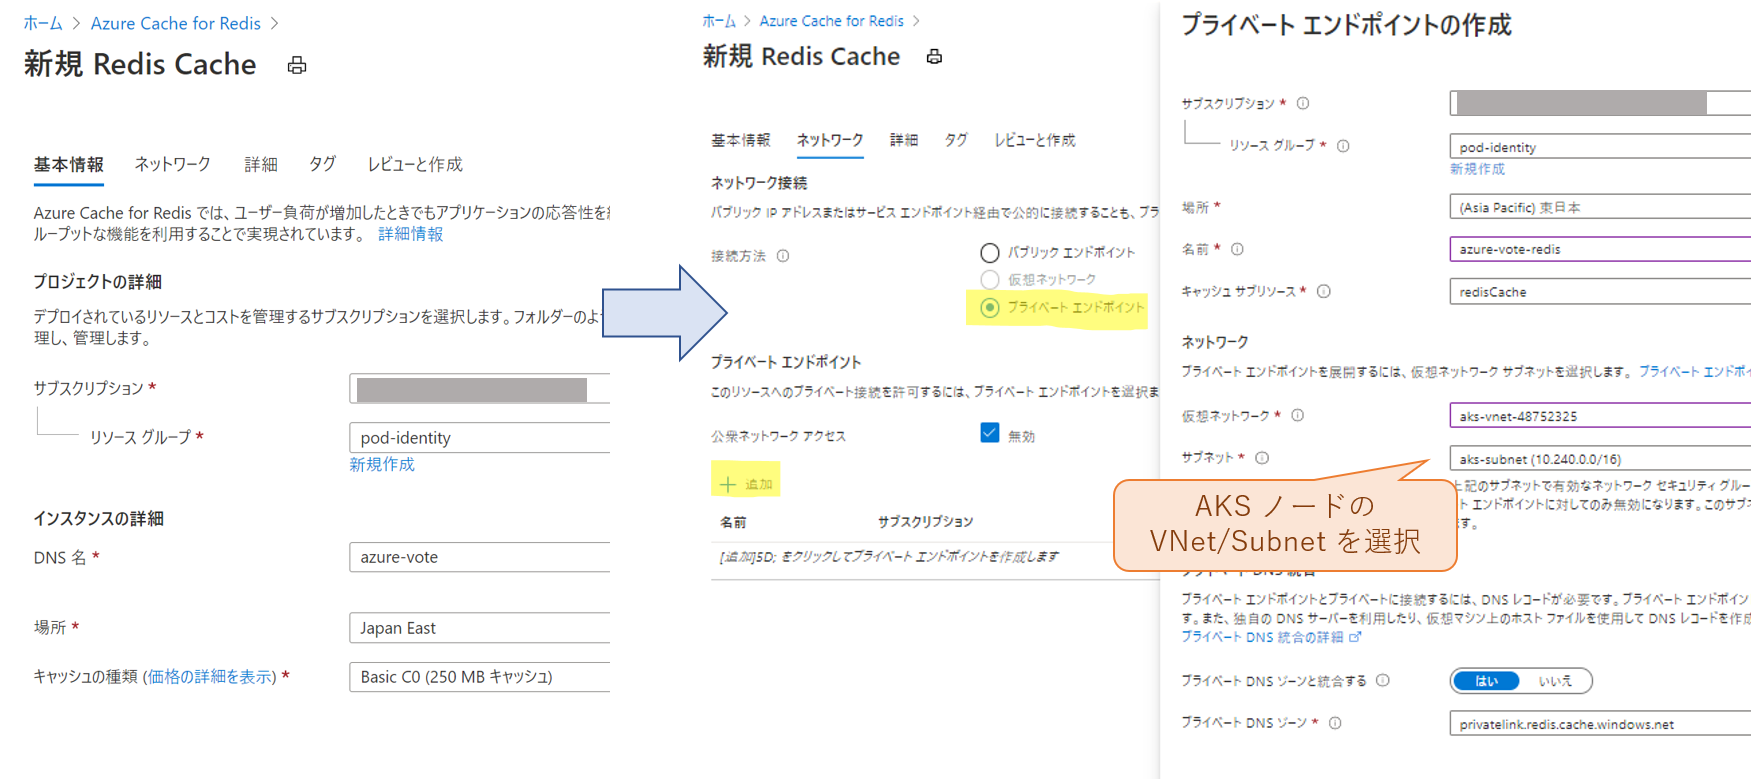 ホーム > Azure Cache for Redis >
新規 Redis Cache
基本情報 ネットワーク 詳細 タグ レビューと作成
Azure Cache for Redis では、ユーザー負荷が増加したときでもアプリケーションの応答性を
ループットな機能を利用することで実現されています。 詳細情報
プロジェクトの詳細
デプロイされているリソースとコストを管理するサブスクリプションを選択します。フォルダーのよ
理し、管理します。
サブスクリプション *
リソース グループ * pod-identity
新規作成
インスタンスの詳細
DNS 名 * azure-vote
場所 * Japan East
キャッシュの種類 (価格の詳細を表示) * Basic C0 (250 MB キャッシュ)
ホーム > Azure Cache for Redis >
新規 Redis Cache
基本情報 ネットワーク 詳細 タグ レビューと作成
ネットワーク接続
パブリック IP アドレスまたはサービス エンドポイント経由で公的に接続することも、プラ
接続方法 パブリック エンドポイント
仮想ネットワーク
プライベート エンドポイント
プライベート エンドポイント
このリソースへのプライベート接続を許可するには、プライベート エンドポイントを選択ま
公衆ネットワーク アクセス 無効
+ 追加
名前 サブスクリプション
[追加]5D; をクリックしてプライベート エンドポイントを作成します
プライベート エンドポイントの作成
サブスクリプション *
リソース グループ * pod-identity
新規作成
場所 * (Asia Pacific) 東日本
名前 * azure-vote-redis
キャッシュ サブリソース * redisCache
ネットワーク
プライベート エンドポイントを展開するには、仮想ネットワーク サブネットを選択します。 プライベート エンドポイ
仮想ネットワーク * aks-vnet-48752325
サブネット * aks-subnet (10.240.0.0/16)
上記のサブネットで有効なネットワーク セキュリティ グルー
ト エンドポイントに対してのみ無効になります。このサブネ
す。
AKS ノードの
VNet/Subnet を選択
プライベート DNS 統合
プライベート エンドポイントとプライベートに接続するには、DNS レコードが必要です。プライベート エンドポイン
す。また、独自の DNS サーバーを利用したり、仮想マシン上のホスト ファイルを使用して DNS レコードを作成
プライベート DNS 統合の詳細
プライベート DNS ゾーンと統合する はい いいえ
プライベート DNS ゾーン * privatelink.redis.cache.windows.net